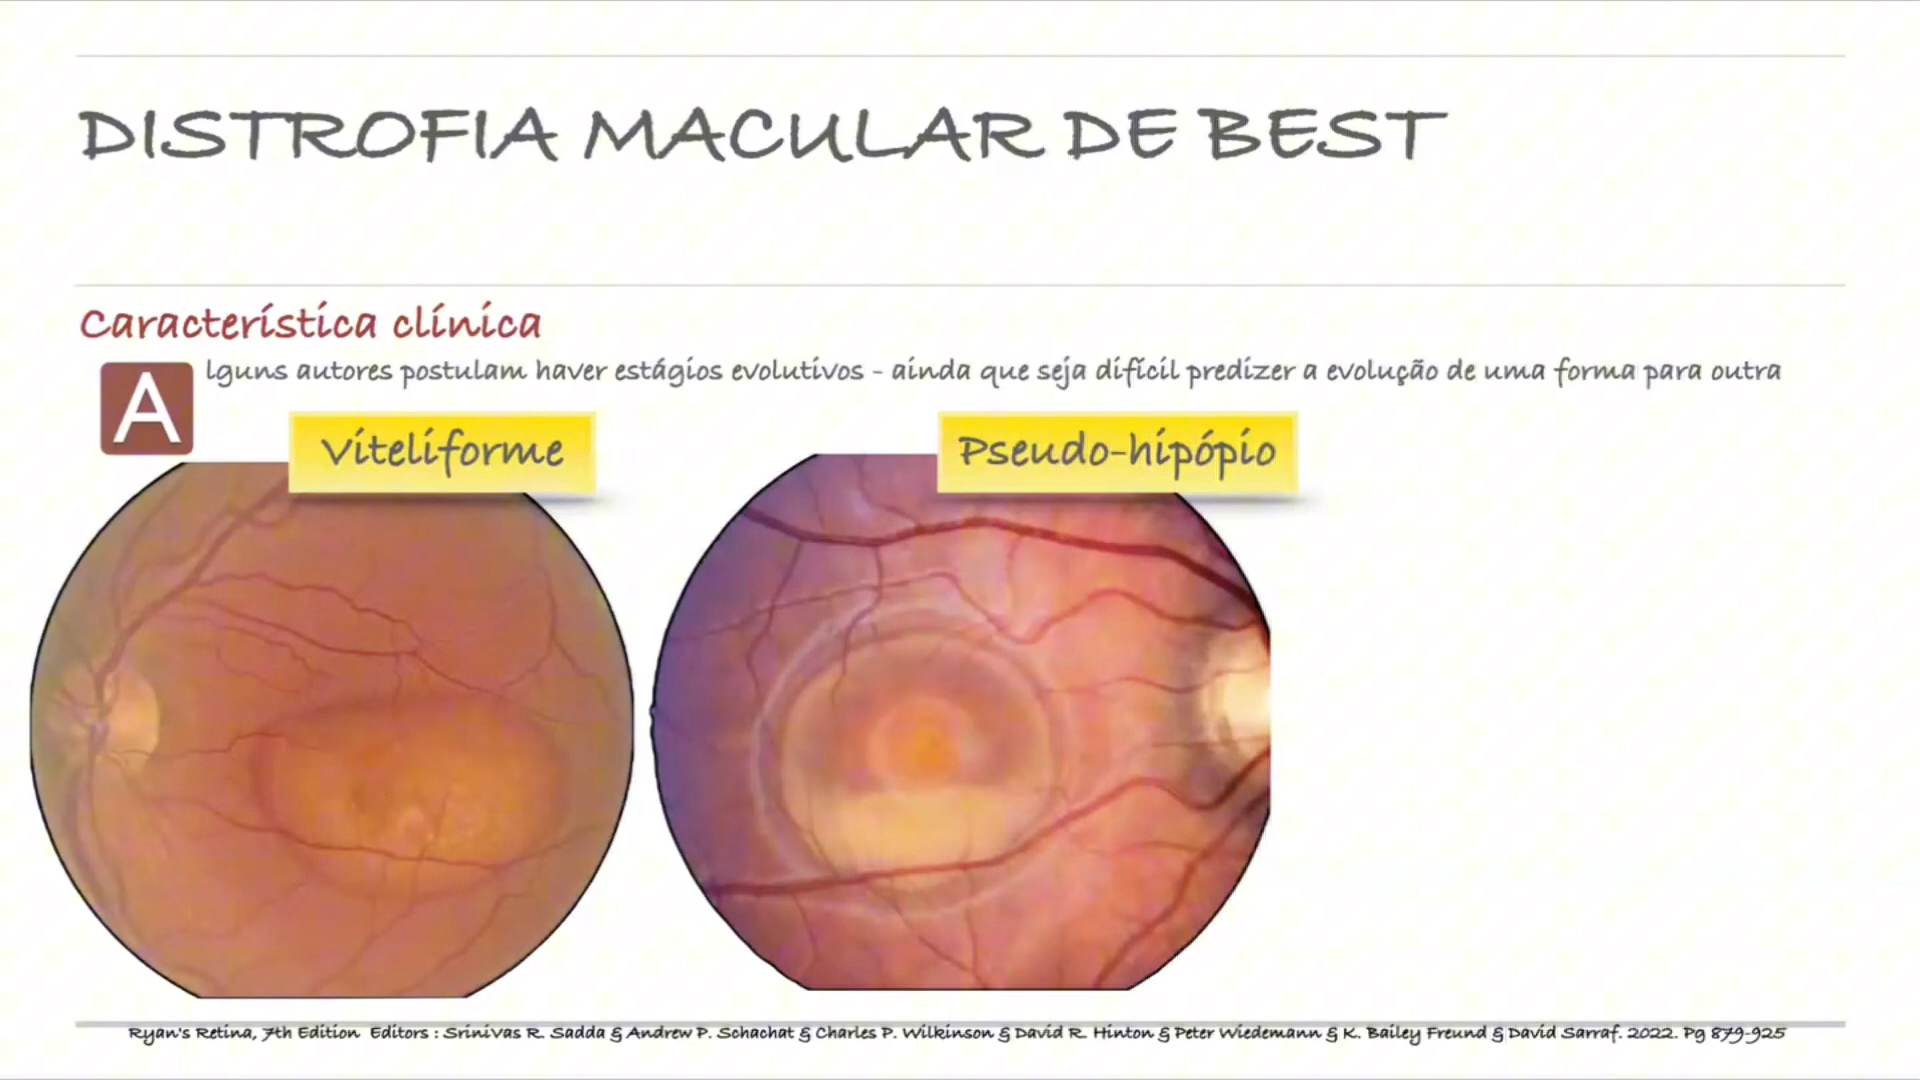 DISTROFIA MACULAR DE BEST
Característica clínica
Alguns autores postulam haver estágios evolutivos - ainda que seja difícil predizer a evolução de uma forma para outra
Viteliforme
Pseudo-hipópio
Ryan's Retina, 7th Edition Editors : Srinivas R. Sadda & Andrew P. Schachat & Charles P. Wilkinson & David R. Hinton & Peter Wiedemann & K. Bailey Freund & David Sarraf. 2022. Pg 879-925